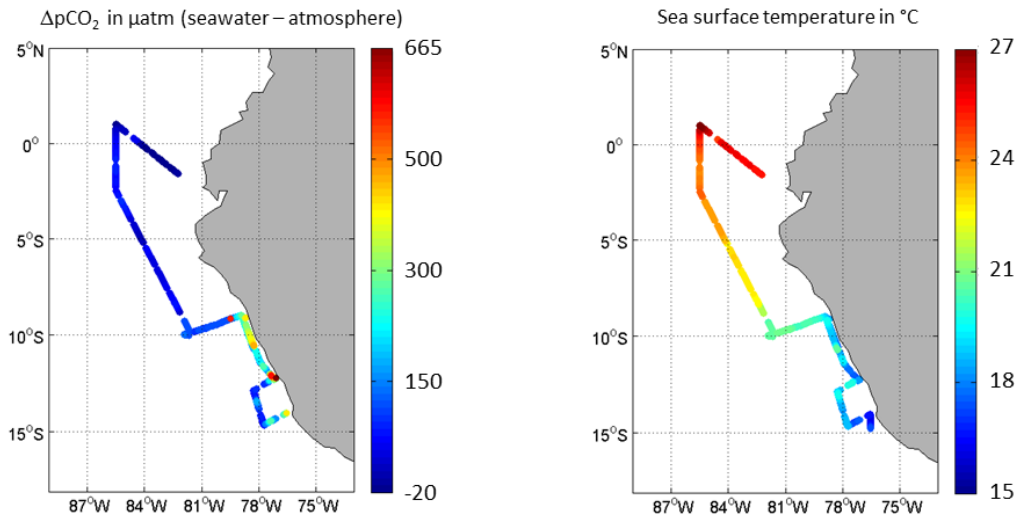 ΔpCO₂ in µatm (seawater – atmosphere)
Sea surface temperature in °C
5°N
0°
5°S
10°S
15°S
87°W 84°W 81°W 78°W 75°W
665
500
300
150
-20
5°N
0°
5°S
10°S
15°S
87°W 84°W 81°W 78°W 75°W
27
24
21
18
15